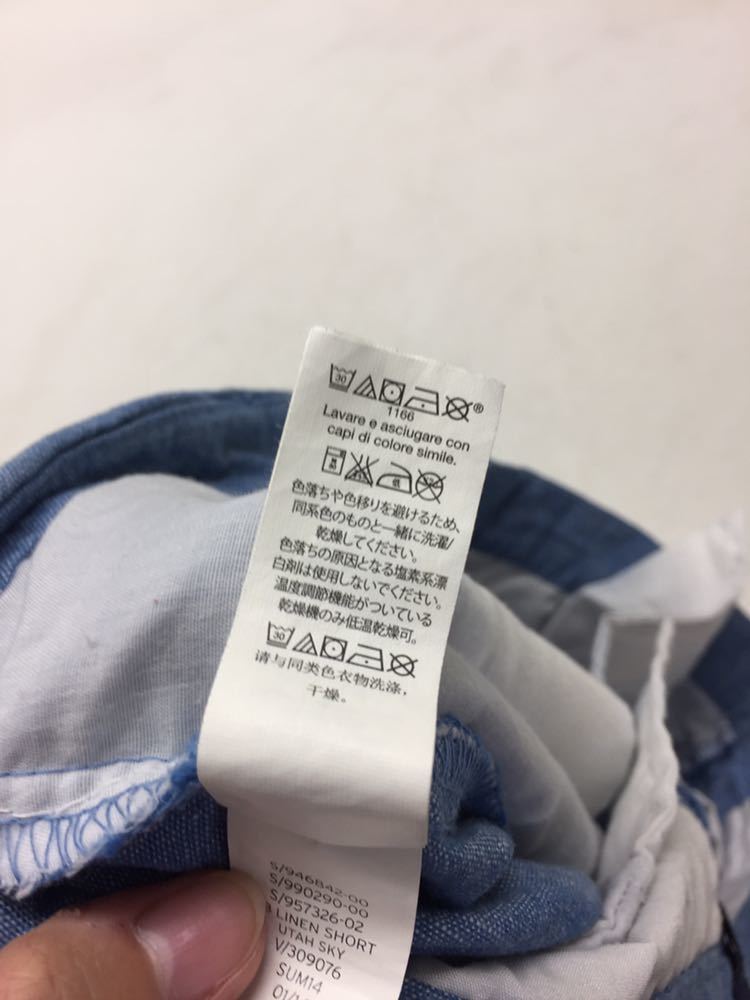 30 ®
1166
Lavare e asciugare con
capi di colore simile.
低
色落ちや色移りを避けるため、
同系色のものと一緒に洗濯/
乾燥してください。
色落ちの原因となる塩素系漂
白剤は使用しないでください。
温度調節機能がついている
乾燥機のみ低温乾燥可。
30
请与同类色衣物洗涤，
干燥。
S/946842-00
S/990290-00
S/957326-02
LINEN SHORT
UTAH SKY
V/309076
SUM14